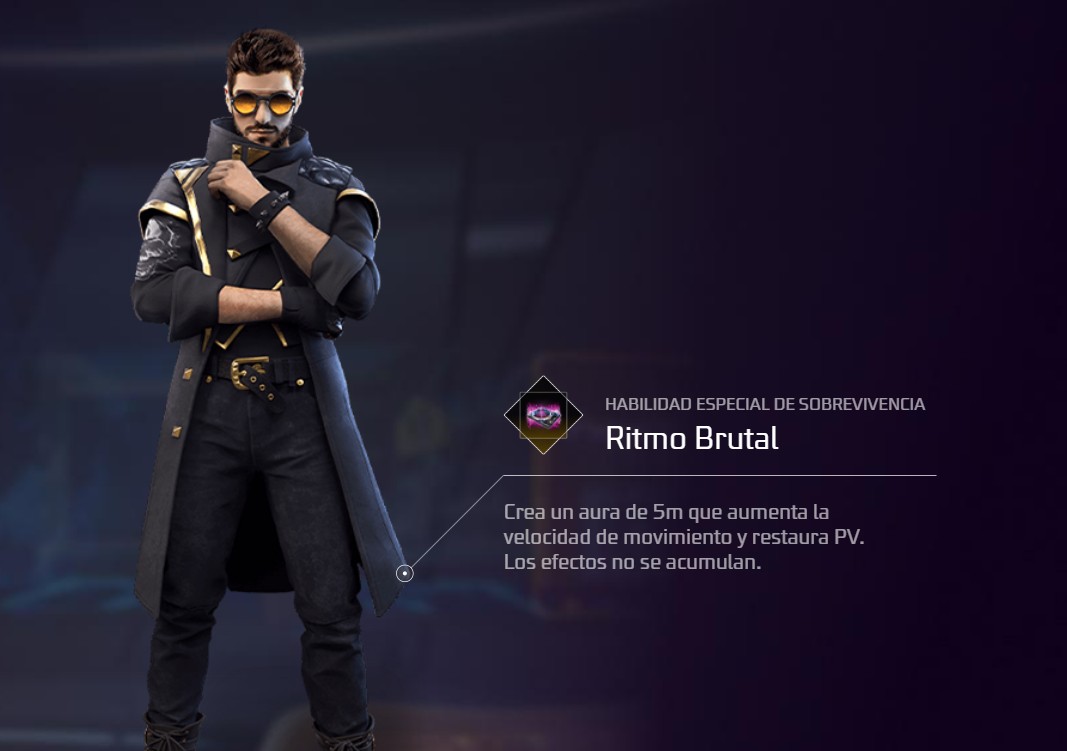 HABILIDAD ESPECIAL DE SOBREVIVENCIA
Ritmo Brutal
Crea un aura de 5m que aumenta la
velocidad de movimiento y restaura PV.
Los efectos no se acumulan.